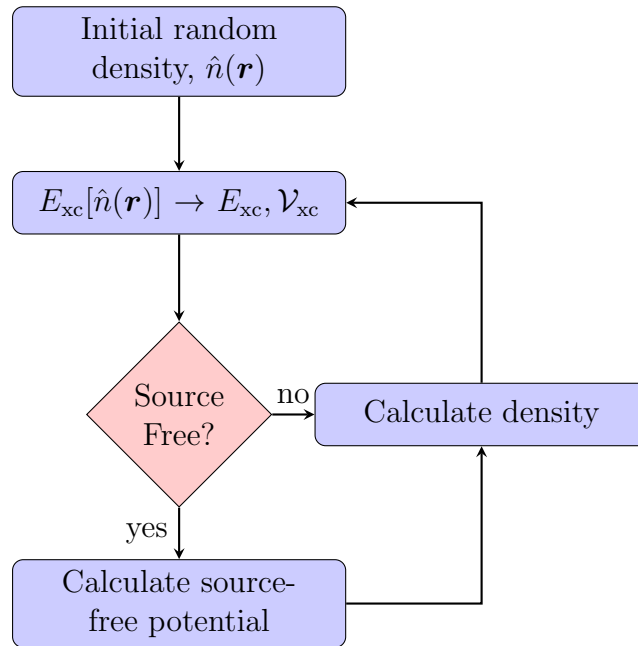 Initial random
density, n̂(𝒓)
E_xc[n̂(𝒓)] → E_xc, 𝒱_xc
Source
Free?
no
Calculate density
yes
Calculate source-
free potential